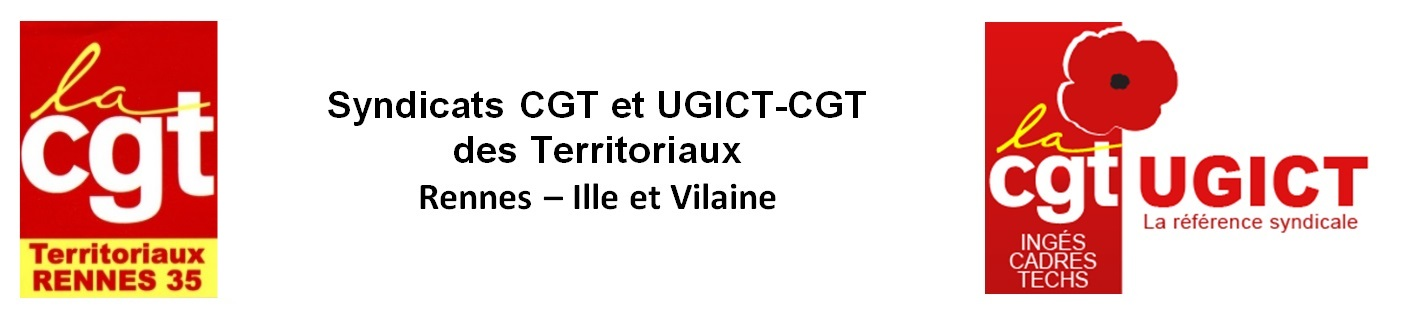 la
cgt
Territoriaux
RENNES 35
Syndicats CGT et UGICT-CGT
des Territoriaux
Rennes – Ille et Vilaine
la
cgt UGICT
La référence syndicale
INGÉS
CADRES
TECHS